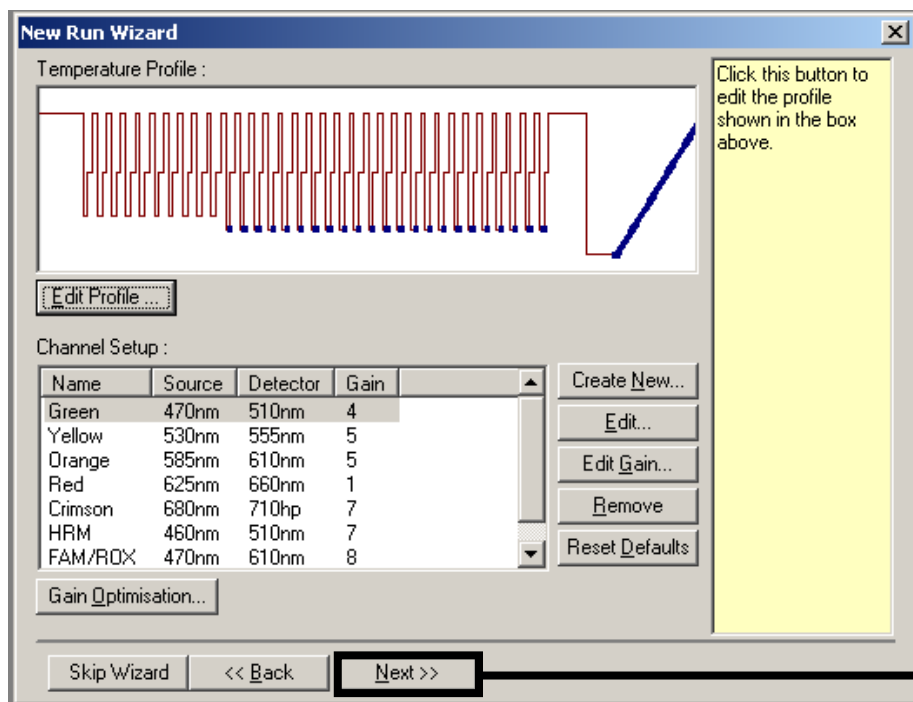 New Run Wizard
Temperature Profile :
Click this button to
edit the profile
shown in the box
above.
Edit Profile ...
Channel Setup :
Name Source Detector Gain
Green 470nm 510nm 4
Yellow 530nm 555nm 5
Orange 585nm 610nm 5
Red 625nm 660nm 1
Crimson 680nm 710hp 7
HRM 460nm 510nm 7
FAM/ROX 470nm 610nm 8
Create New...
Edit...
Edit Gain...
Remove
Reset Defaults
Gain Optimisation...
Skip Wizard << Back Next >>